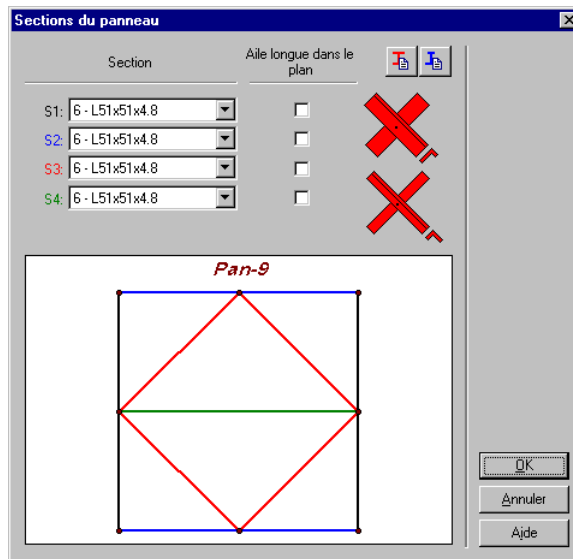 Sections du panneau
Section
Aile longue dans le
plan
S1: 6 - L51x51x4.8
S2: 6 - L51x51x4.8
S3: 6 - L51x51x4.8
S4: 6 - L51x51x4.8
Pan-9
OK
Annuler
Aide